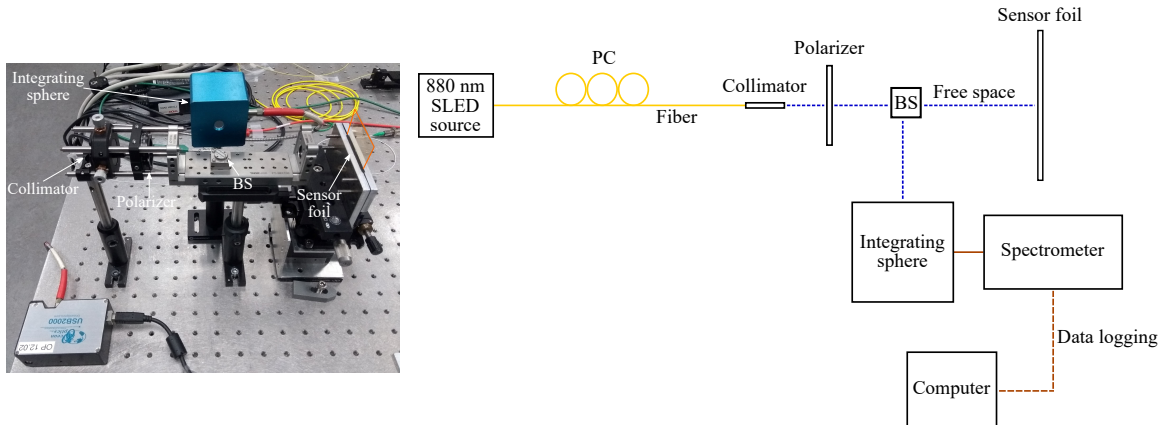 Integrating
sphere
Collimator
Polarizer
BS
Sensor
foil
USB2000
OP 12.02
880 nm
SLED
source
PC
Fiber
Collimator
Polarizer
BS
Free space
Sensor foil
Integrating
sphere
Spectrometer
Data logging
Computer